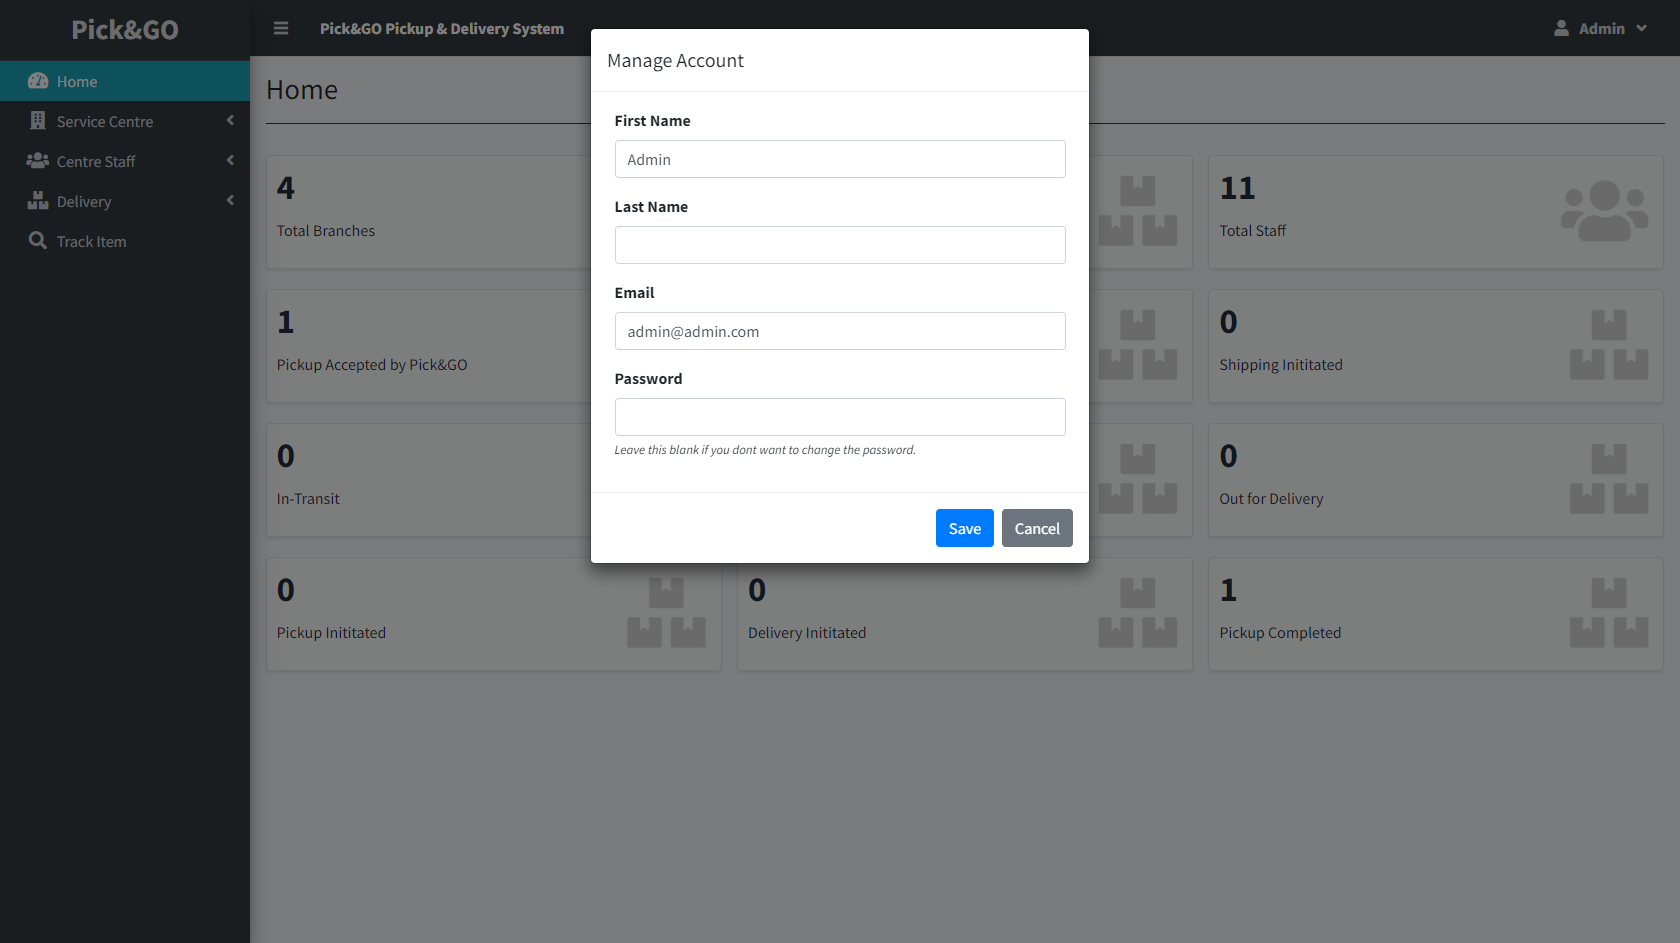 Pick&GO
Pick&GO Pickup & Delivery System
Admin
Home
Service Centre
Centre Staff
Delivery
Track Item
Home
4
Total Branches
11
Total Staff
1
Pickup Accepted by Pick&GO
0
Shipping Inititated
0
In-Transit
0
Out for Delivery
0
Pickup Inititated
0
Delivery Inititated
1
Pickup Completed
Manage Account
First Name
Admin
Last Name
Email
admin@admin.com
Password
Leave this blank if you dont want to change the password.
Save
Cancel